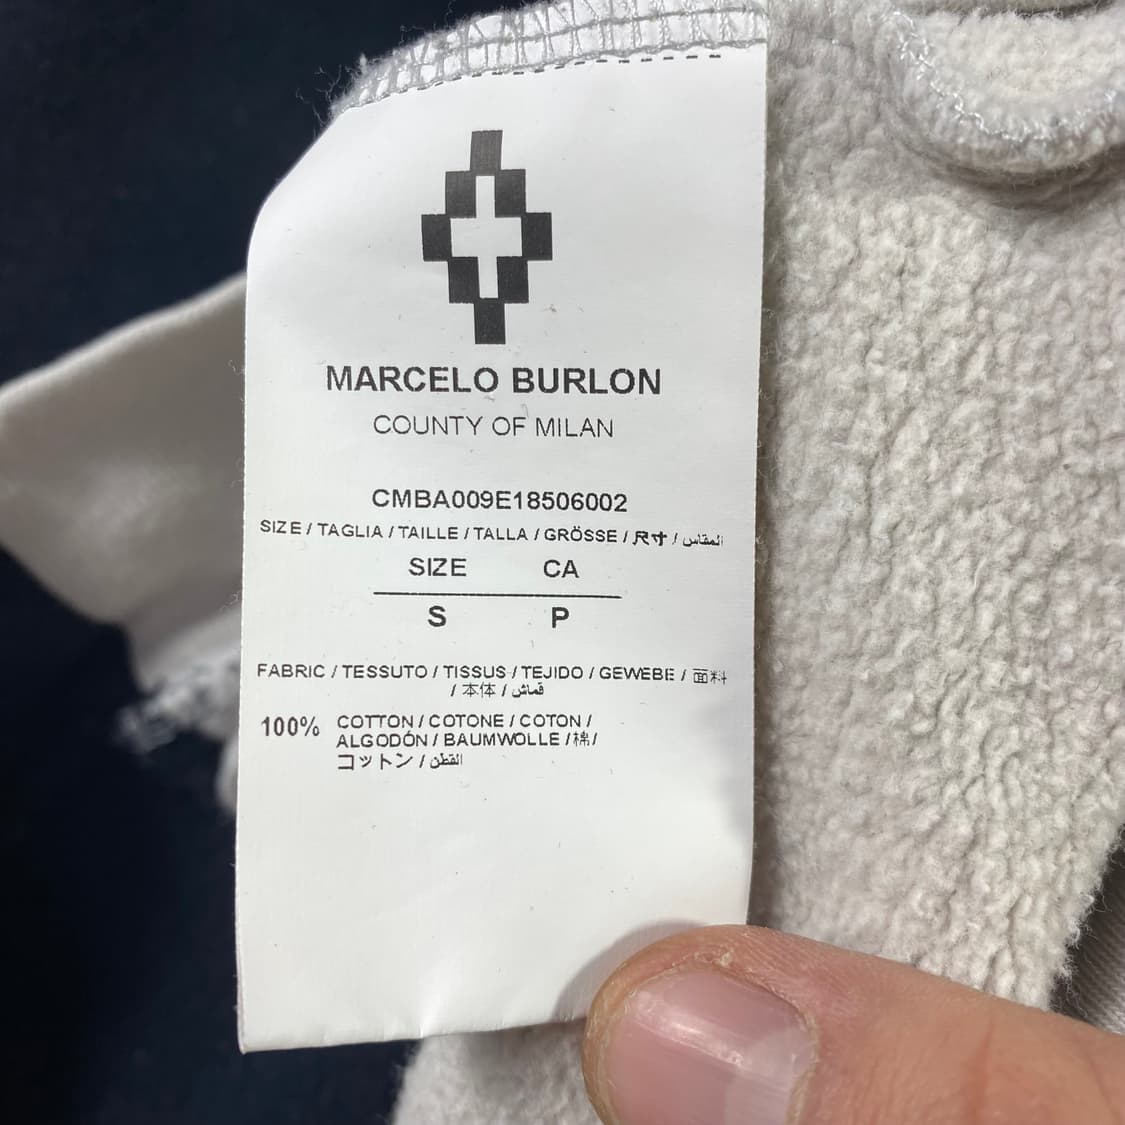 MARCELO BURLON
COUNTY OF MILAN
CMBA009E18506002
SIZE / TAGLIA / TAILLE / TALLA / GRÖSSE / 尺寸 / المقاس
SIZE CA
S P
FABRIC / TESSUTO / TISSUS / TEJIDO / GEWEBE / 面料
/ 本体 / قماش
100% COTTON / COTONE / COTON /
ALGODÓN / BAUMWOLLE / 棉 /
コットン / القطن